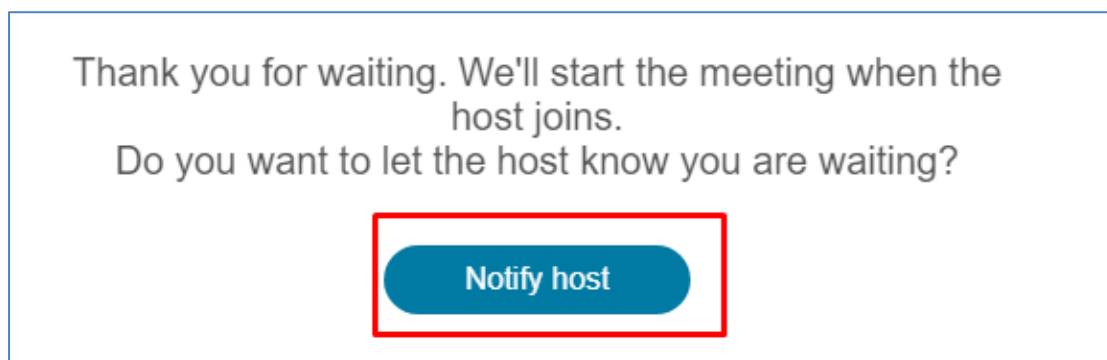 Thank you for waiting. We'll start the meeting when the
host joins.
Do you want to let the host know you are waiting?
Notify host